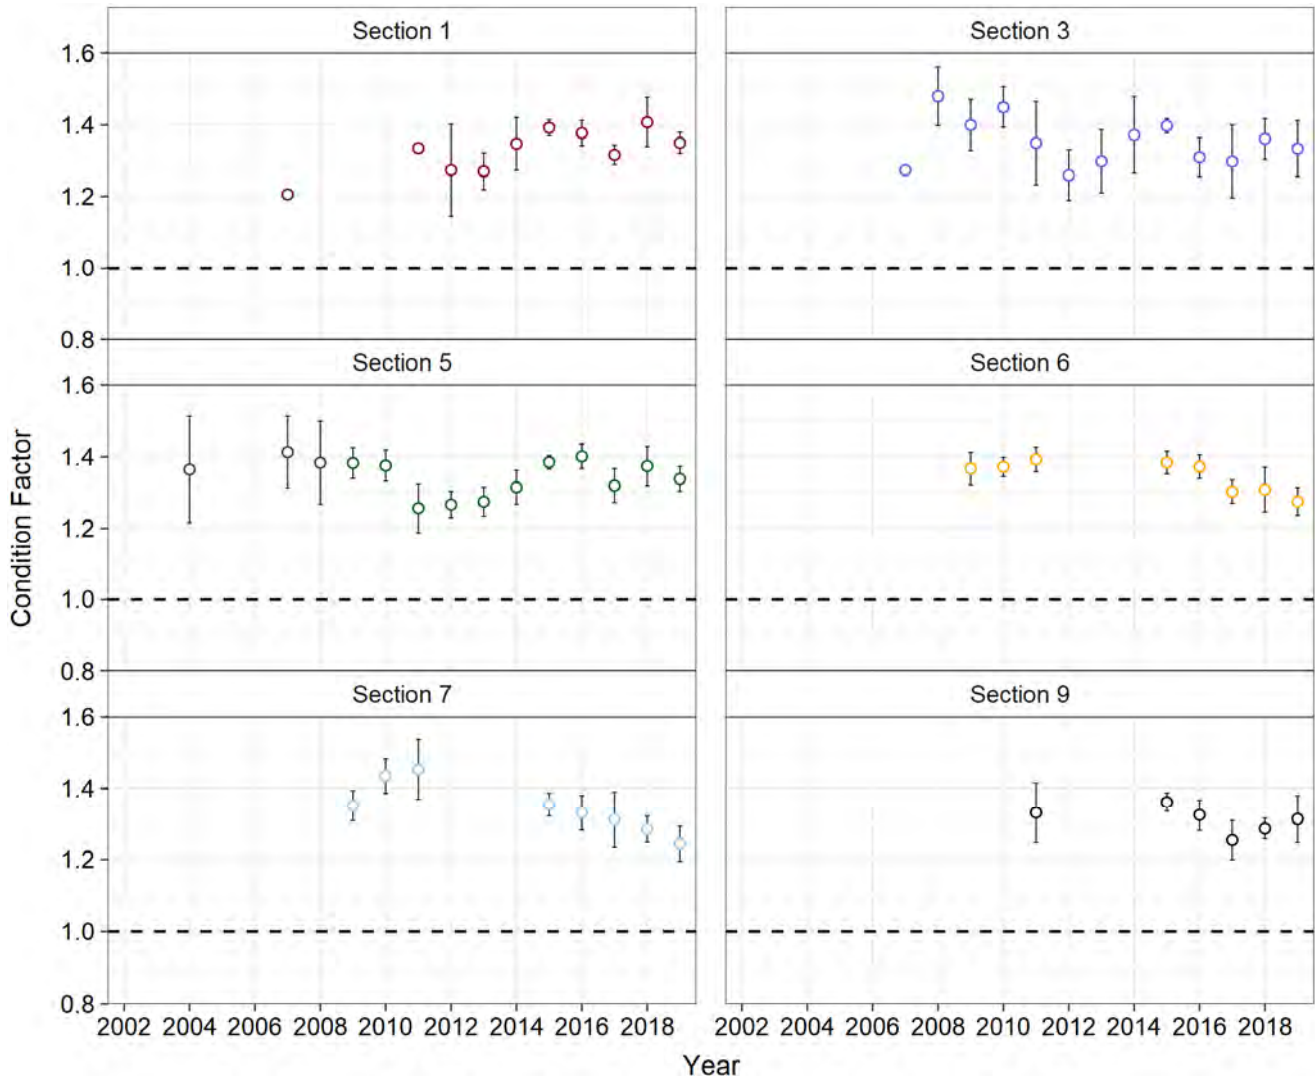 Section 1
Section 3
1.6
1.4
1.2
1.0
0.8
Section 5
Section 6
1.6
1.4
1.2
1.0
0.8
Condition Factor
Section 7
Section 9
1.6
1.4
1.2
1.0
0.8
2002 2004 2006 2008 2010 2012 2014 2016 2018
2002 2004 2006 2008 2010 2012 2014 2016 2018
Year